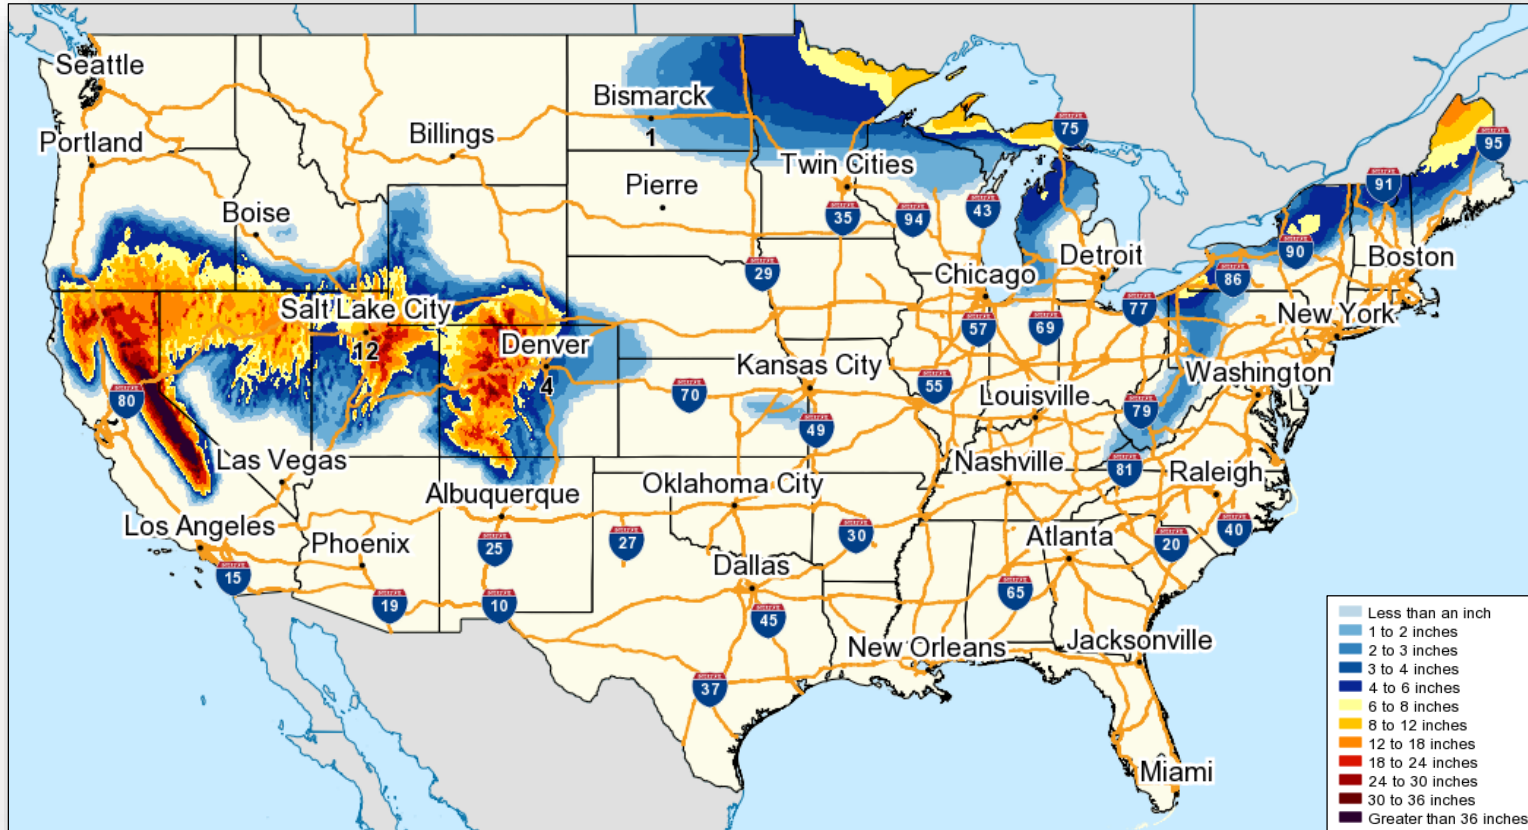 Seattle
Bismarck
75
1
Billings
Portland
95
Twin Cities
Pierre
91
Boise
35
94
43
90
Boston
Detroit
29
Chicago
86
Salt Lake City
77
New York
57
69
Denver
12
Kansas City
Washington
4
80
70
55
Louisville
79
49
Las Vegas
Nashville
81
Raleigh
Oklahoma City
Albuquerque
Los Angeles
40
30
Atlanta
Phoenix
25
27
20
Dallas
15
65
19
10
45
Less than an inch
1 to 2 inches
New Orleans
Jacksonville
2 to 3 inches
3 to 4 inches
37
4 to 6 inches
6 to 8 inches
8 to 12 inches
12 to 18 inches
18 to 24 inches
Miami
24 to 30 inches
30 to 36 inches
Greater than 36 inches